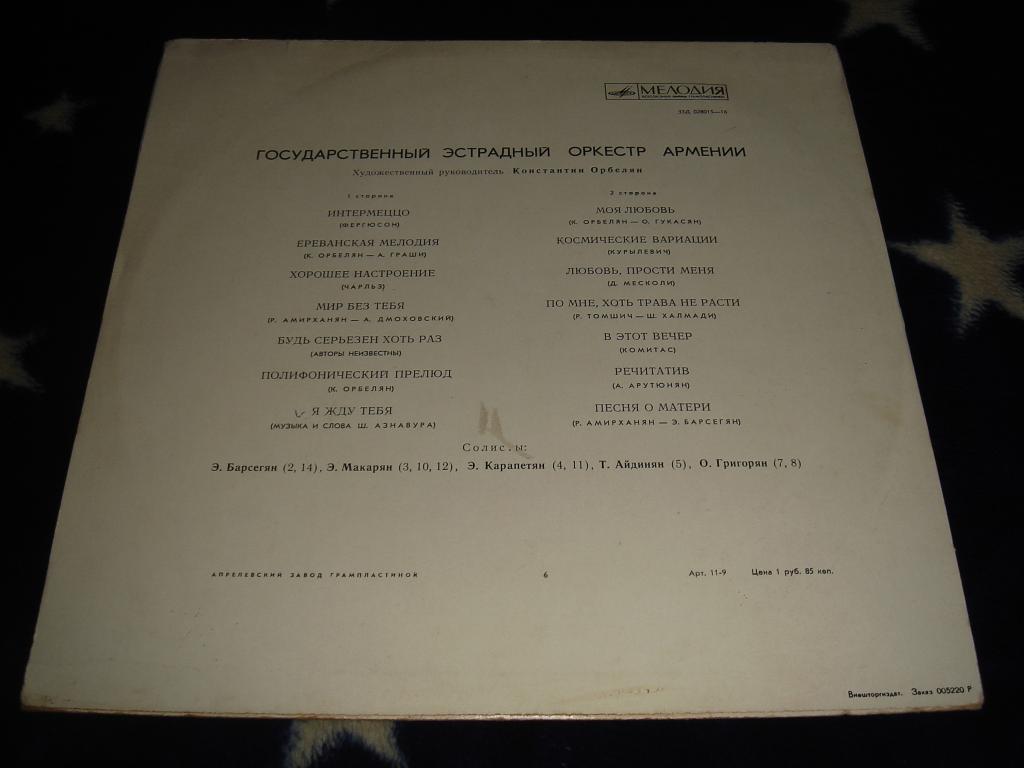 МЕЛОДИЯ
33Д 028015—16
ГОСУДАРСТВЕННЫЙ ЭСТРАДНЫЙ ОРКЕСТР АРМЕНИИ
Художественный руководитель Константин Орбелян
1 сторона
ИНТЕРМЕЦЦО
(ФЕРГЮСОН)
ЕРЕВАНСКАЯ МЕЛОДИЯ
(К. ОРБЕЛЯН — А. ГРАШИ)
ХОРОШЕЕ НАСТРОЕНИЕ
(ЧАРЛЬЗ)
МИР БЕЗ ТЕБЯ
(Р. АМИРХАНЯН — А. ДМОХОВСКИЙ)
БУДЬ СЕРЬЕЗЕН ХОТЬ РАЗ
(АВТОРЫ НЕИЗВЕСТНЫ)
ПОЛИФОНИЧЕСКИЙ ПРЕЛЮД
(К. ОРБЕЛЯН)
Я ЖДУ ТЕБЯ
(МУЗЫКА И СЛОВА Ш. АЗНАВУРА)
2 сторона
МОЯ ЛЮБОВЬ
(К. ОРБЕЛЯН — О. ГУКАСЯН)
КОСМИЧЕСКИЕ ВАРИАЦИИ
(КУРЫЛЕВИЧ)
ЛЮБОВЬ, ПРОСТИ МЕНЯ
(Д. МЕСКОЛИ)
ПО МНЕ, ХОТЬ ТРАВА НЕ РАСТИ
(Р. ТОМШИЧ — Ш. ХАЛМАДИ)
В ЭТОТ ВЕЧЕР
(КОМИТАС)
РЕЧИТАТИВ
(А. АРУТЮНЯН)
ПЕСНЯ О МАТЕРИ
(Р. АМИРХАНЯН — Э. БАРСЕГЯН)
Солисты:
Э. Барсегян (2, 14), Э. Макарян (3, 10, 12), Э. Карапетян (4, 11), Т. Айдинян (5), О. Григорян (7, 8)
АПРЕЛЕВСКИЙ ЗАВОД ГРАМПЛАСТИНОК 6 Арт. 11-9 Цена 1 руб. 85 коп.
Внешторгиздат. Заказ 005220 Р